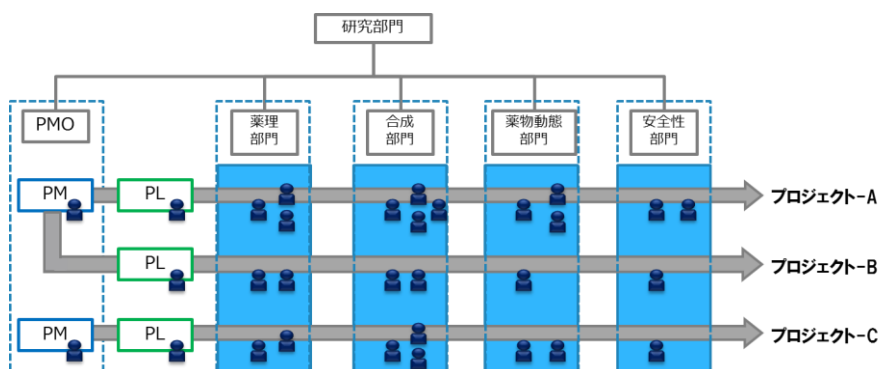 研究部門
PMO
薬理
部門
合成
部門
薬物動態
部門
安全性
部門
PM
PL
プロジェクト-A
PL
プロジェクト-B
PM
PL
プロジェクト-C